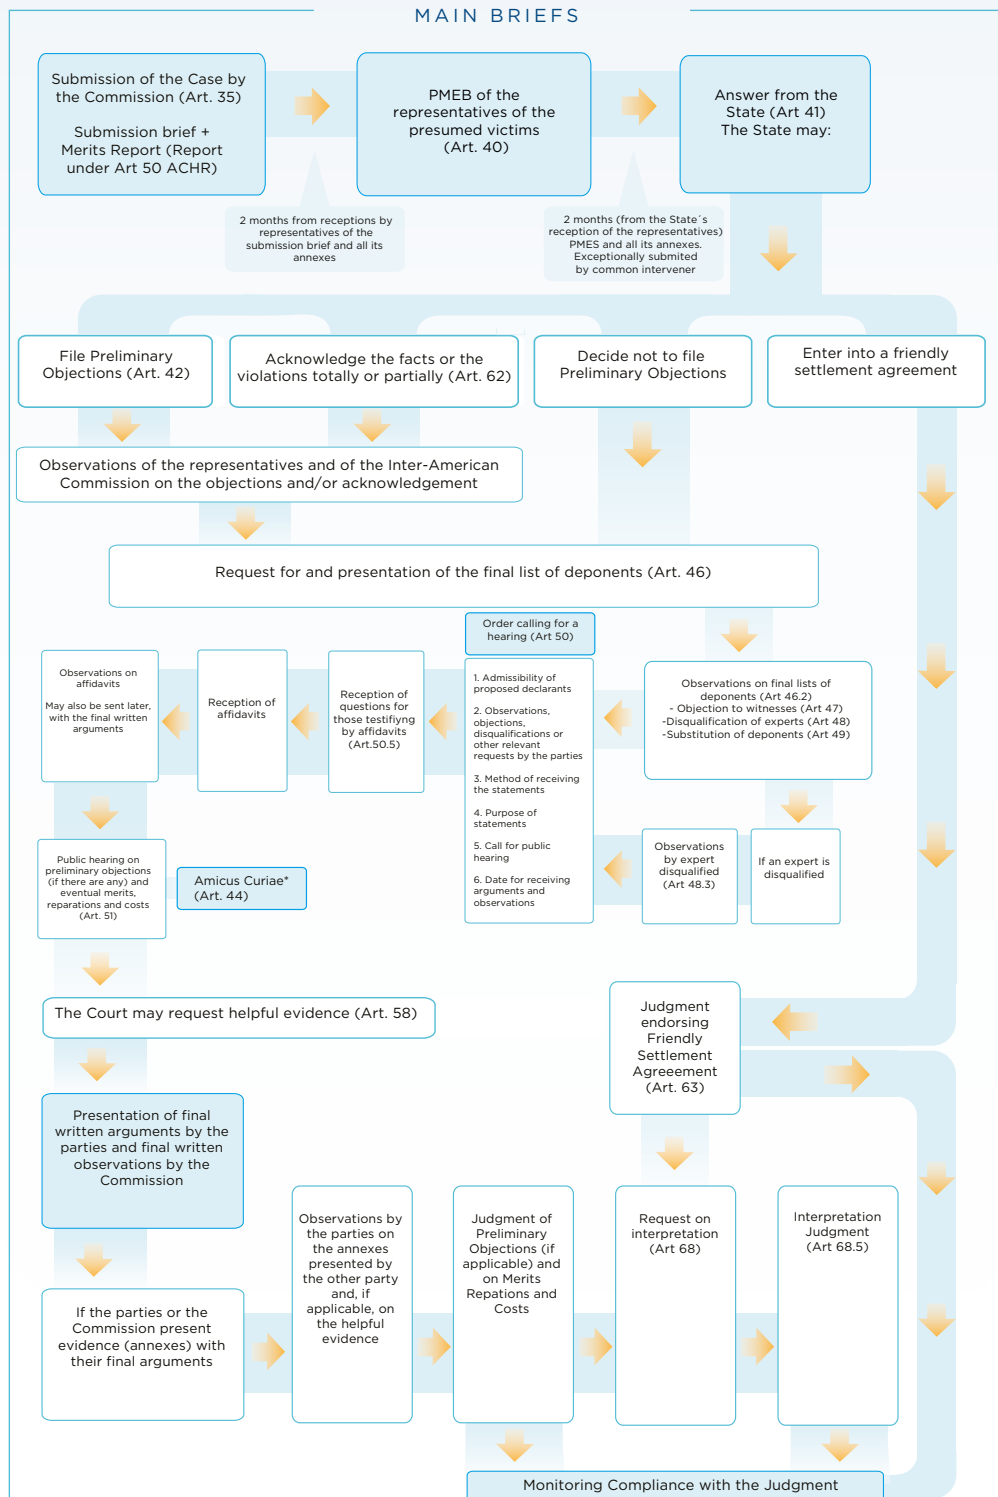 MAIN BRIEFS
Submission of the Case by
the Commission (Art. 35)
Submission brief +
Merits Report (Report
under Art 50 ACHR)
PMEB of the
representatives of the
presumed victims
(Art. 40)
Answer from the
State (Art 41)
The State may:
2 months from receptions by
representatives of the
submission brief and all its
annexes
2 months (from the State´s
reception of the representatives)
PMES and all its annexes.
Exceptionally submited
by common intervener
File Preliminary
Objections (Art. 42)
Acknowledge the facts or the
violations totally or partially (Art. 62)
Decide not to file
Preliminary Objections
Enter into a friendly
settlement agreement
Observations of the representatives and of the Inter-American
Commission on the objections and/or acknowledgement
Request for and presentation of the final list of deponents (Art. 46)
Order calling for a
hearing (Art 50)
Observations on
affidavits
May also be sent later,
with the final written
arguments
Reception of
affidavits
Reception of
questions for
those testifiyng
by affidavits
(Art.50.5)
1. Admissibility of
proposed declarants
2. Observations,
objections,
disqualifications or
other relevant
requests by the parties
3. Method of receiving
the statements
4. Purpose of
statements
5. Call for public
hearing
6. Date for receiving
arguments and
observations
Observations on final lists of
deponents (Art 46.2)
- Objection to witnesses (Art 47)
-Disqualification of experts (Art 48)
-Substitution of deponents (Art 49)
Observations
by expert
disqualified
(Art 48.3)
If an expert is
disqualified
Public hearing on
preliminary objections
(if there are any) and
eventual merits,
reparations and costs
(Art. 51)
Amicus Curiae*
(Art. 44)
The Court may request helpful evidence (Art. 58)
Judgment
endorsing
Friendly
Settlement
Agreeement
(Art. 63)
Presentation of final
written arguments by the
parties and final written
observations by the
Commission
If the parties or the
Commission present
evidence (annexes) with
their final arguments
Observations by
the parties on
the annexes
presented by
the other party
and, if
applicable, on
the helpful
evidence
Judgment of
Preliminary
Objections (if
applicable) and
on Merits
Repations and
Costs
Request on
interpretation
(Art 68)
Interpretation
Judgment
(Art 68.5)
Monitoring Compliance with the Judgment